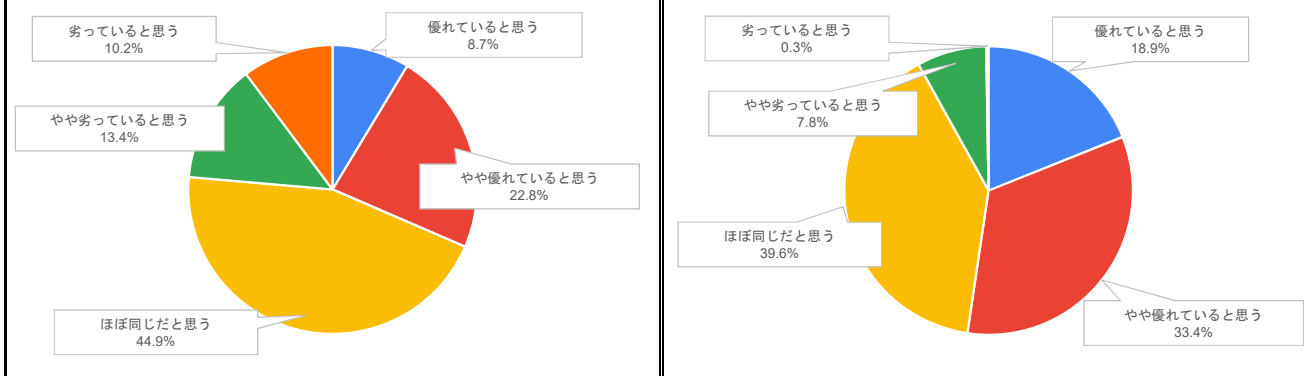 劣っていると思う
10.2%
優れていると思う
8.7%
やや劣っていると思う
13.4%
やや優れていると思う
22.8%
ほぼ同じだと思う
44.9%
劣っていると思う
0.3%
優れていると思う
18.9%
やや劣っていると思う
7.8%
ほぼ同じだと思う
39.6%
やや優れていると思う
33.4%